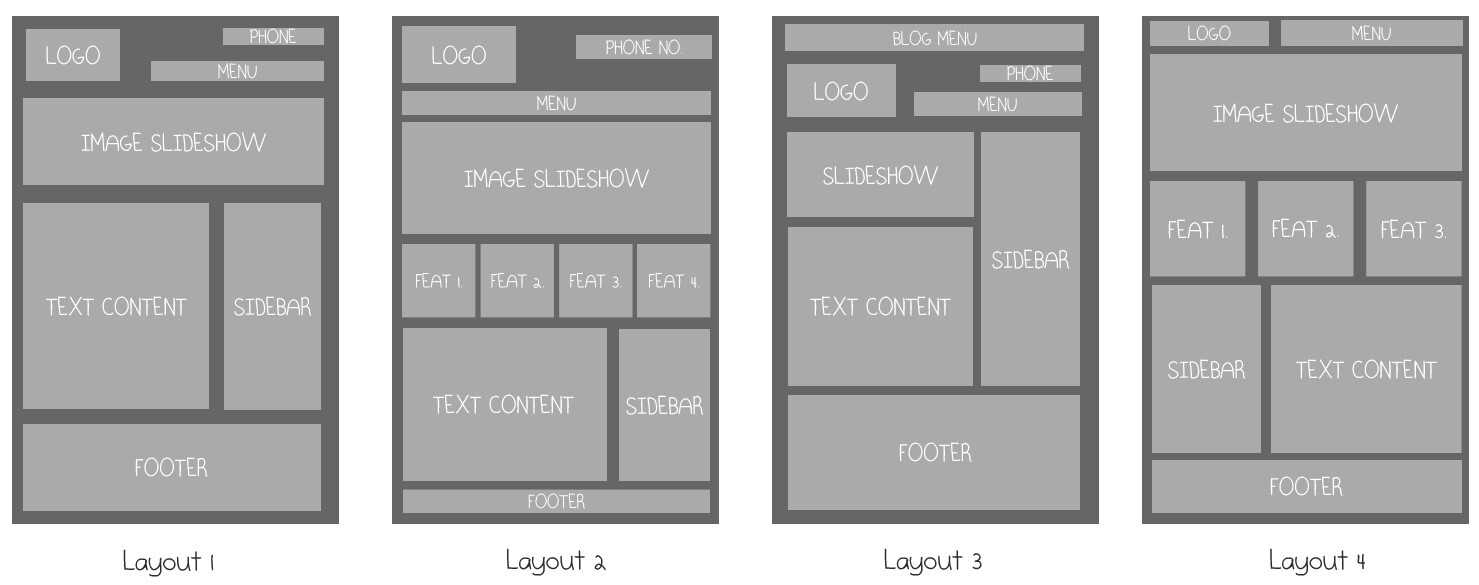 LOGO
PHONE
MENU
IMAGE SLIDESHOW
TEXT CONTENT
SIDEBAR
FOOTER
Layout 1
LOGO
PHONE NO.
MENU
IMAGE SLIDESHOW
FEAT 1.
FEAT 2.
FEAT 3.
FEAT 4.
TEXT CONTENT
SIDEBAR
FOOTER
Layout 2
BLOG MENU
LOGO
PHONE
MENU
SLIDESHOW
SIDEBAR
TEXT CONTENT
FOOTER
Layout 3
LOGO
MENU
IMAGE SLIDESHOW
FEAT 1.
FEAT 2.
FEAT 3.
SIDEBAR
TEXT CONTENT
FOOTER
Layout 4